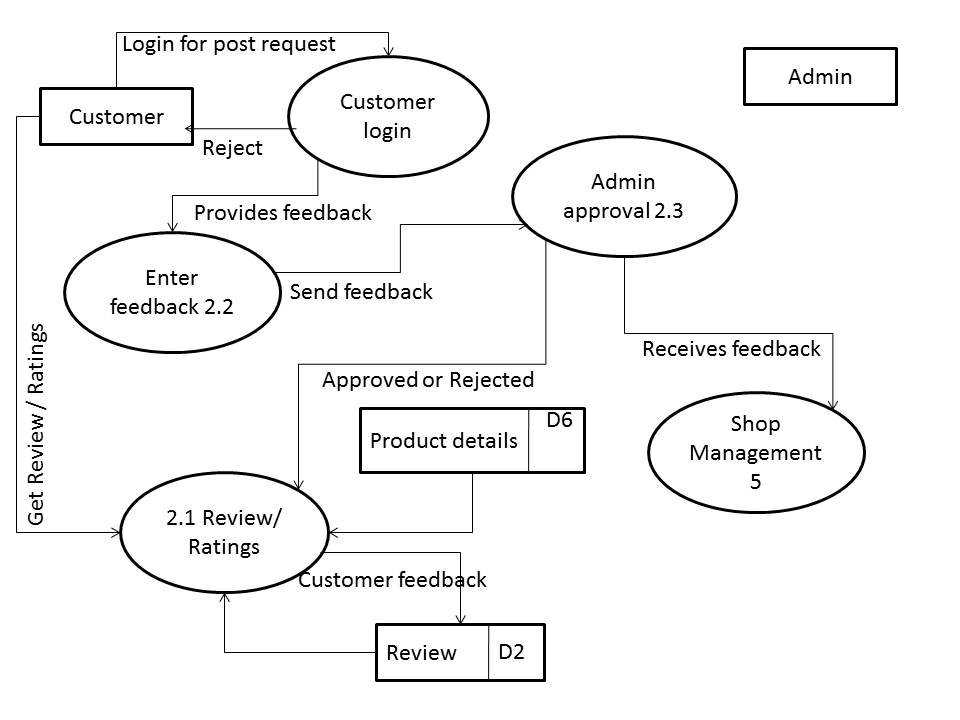 Login for post request
Admin
Customer
Customer
login
Reject
Admin
approval 2.3
Provides feedback
Enter
feedback 2.2
Send feedback
Receives feedback
Get Review / Ratings
Approved or Rejected
Product details
D6
Shop
Management
5
2.1 Review/
Ratings
Customer feedback
Review
D2